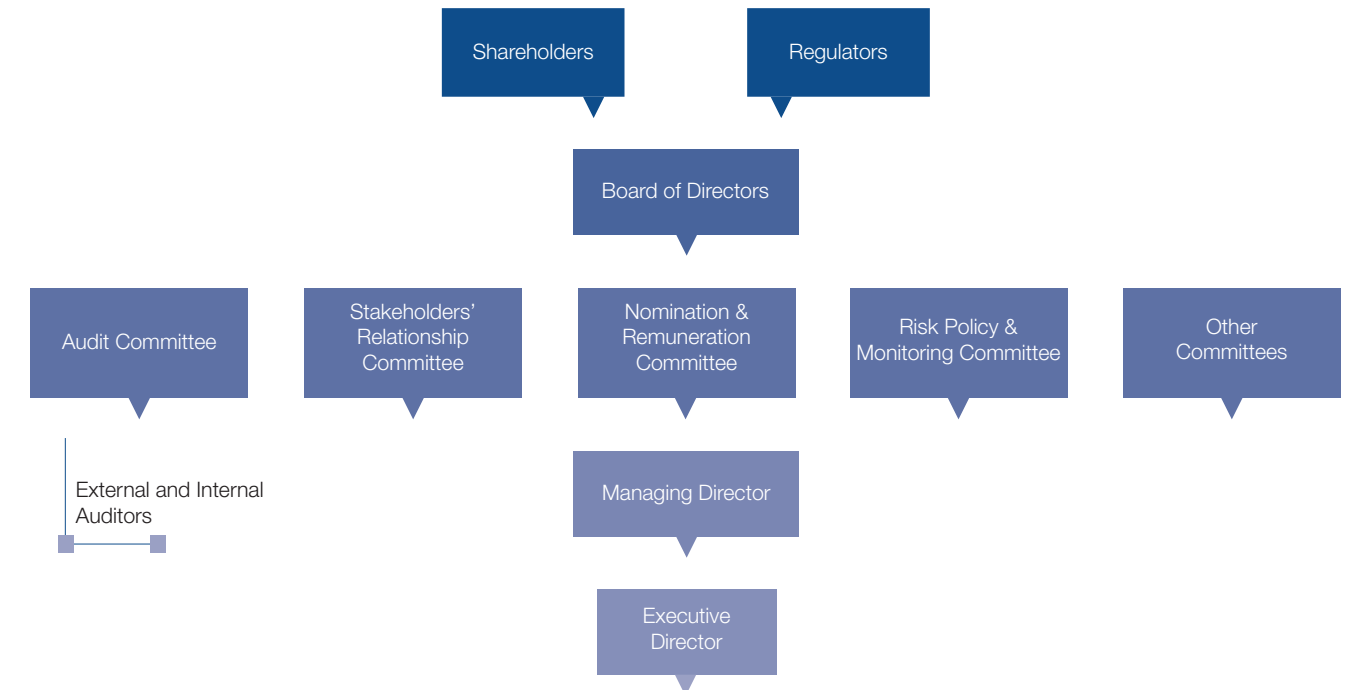 Shareholders
Regulators
Board of Directors
Audit Committee
Stakeholders’
Relationship
Committee
Nomination &
Remuneration
Committee
Risk Policy &
Monitoring Committee
Other
Committees
External and Internal
Auditors
Managing Director
Executive
Director